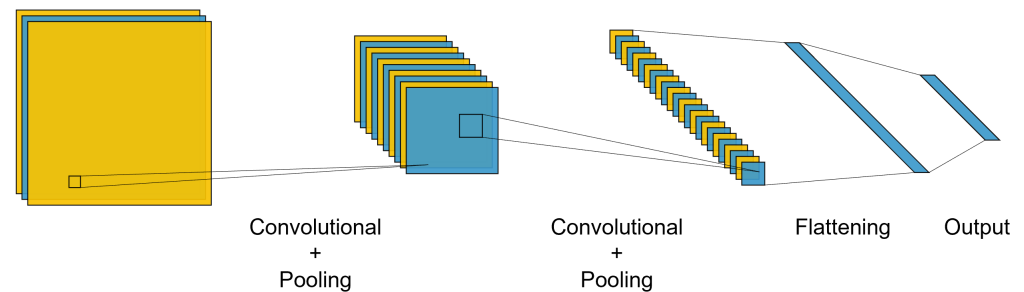 Convolutional
+
Pooling
Convolutional
+
Pooling
Flattening
Output